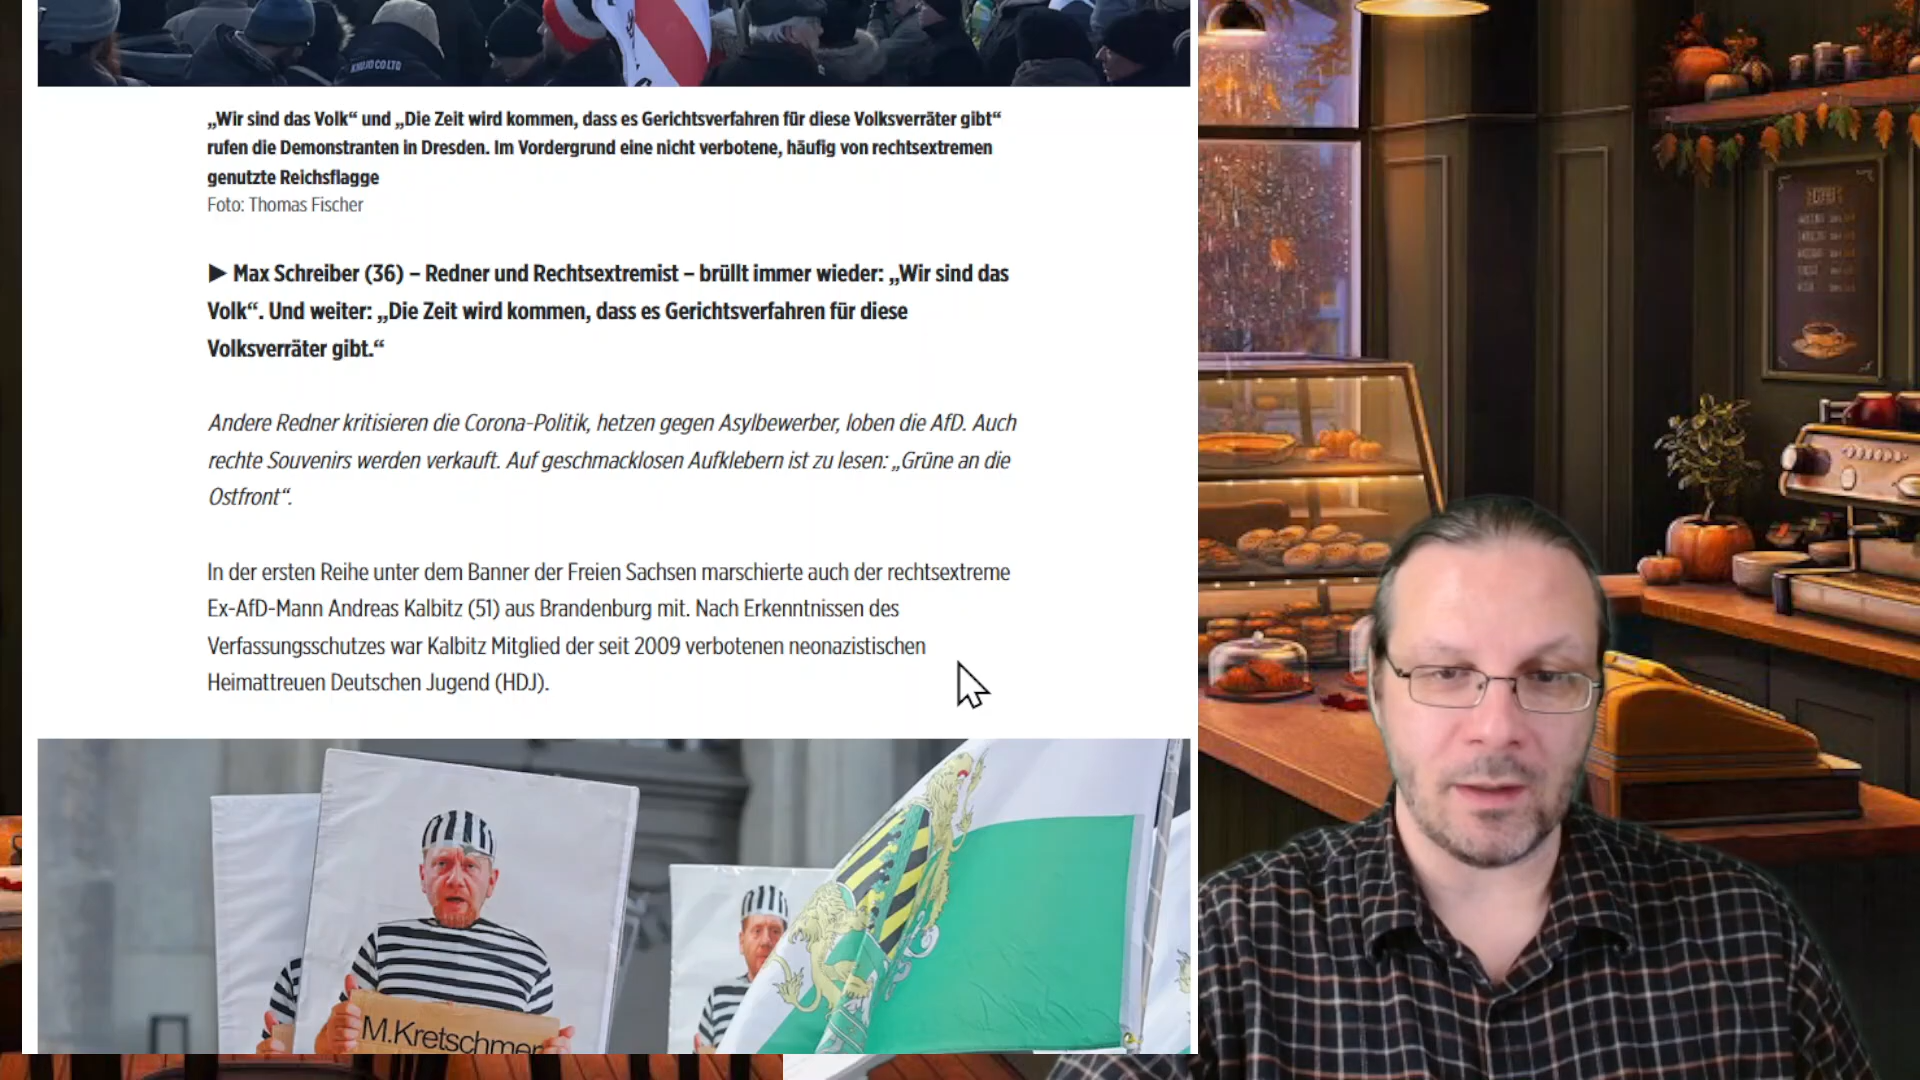 KHUJO CO LTD
„Wir sind das Volk“ und „Die Zeit wird kommen, dass es Gerichtsverfahren für diese Volksverräter gibt“
rufen die Demonstranten in Dresden. Im Vordergrund eine nicht verbotene, häufig von rechtsextremen
genutzte Reichsflagge
Foto: Thomas Fischer
▶ Max Schreiber (36) – Redner und Rechtsextremist – brüllt immer wieder: „Wir sind das
Volk“. Und weiter: „Die Zeit wird kommen, dass es Gerichtsverfahren für diese
Volksverräter gibt.“
Andere Redner kritisieren die Corona-Politik, hetzen gegen Asylbewerber, loben die AfD. Auch
rechte Souvenirs werden verkauft. Auf geschmacklosen Aufklebern ist zu lesen: „Grüne an die
Ostfront“.
In der ersten Reihe unter dem Banner der Freien Sachsen marschierte auch der rechtsextreme
Ex-AfD-Mann Andreas Kalbitz (51) aus Brandenburg mit. Nach Erkenntnissen des
Verfassungsschutzes war Kalbitz Mitglied der seit 2009 verbotenen neonazistischen
Heimattreuen Deutschen Jugend (HDJ).
M.Kretschmer